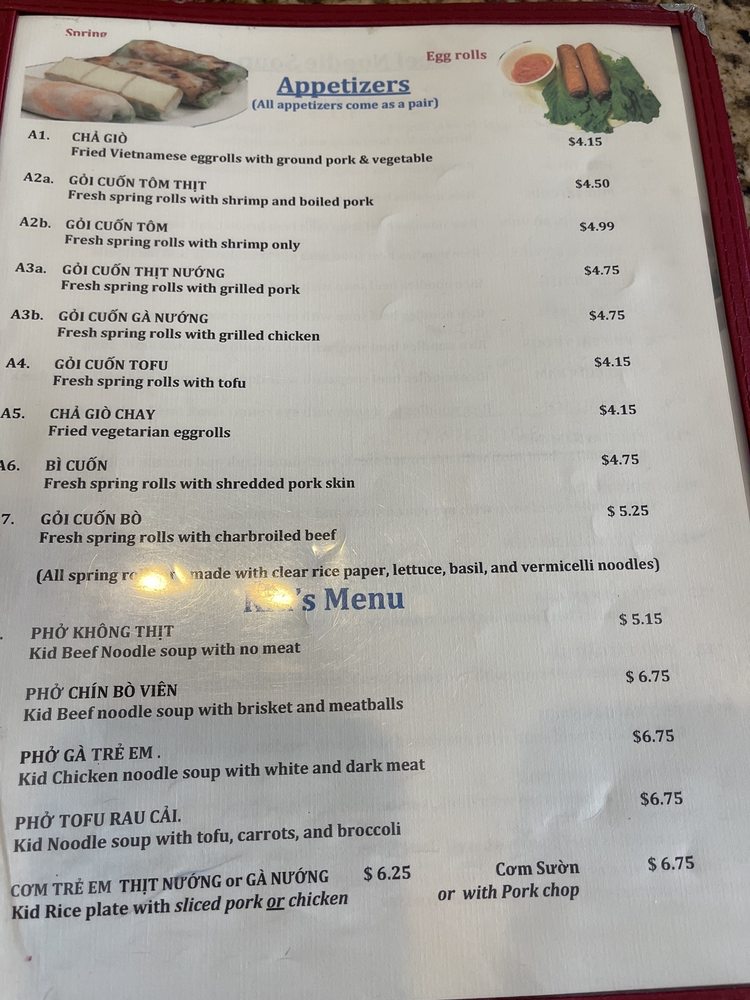 Spring
Egg rolls
Appetizers
(All appetizers come as a pair)
A1. CHẢ GIÒ $4.15
Fried Vietnamese eggrolls with ground pork & vegetable
A2a. GỎI CUỐN TÔM THỊT $4.50
Fresh spring rolls with shrimp and boiled pork
A2b. GỎI CUỐN TÔM $4.99
Fresh spring rolls with shrimp only
A3a. GỎI CUỐN THỊT NƯỚNG $4.75
Fresh spring rolls with grilled pork
A3b. GỎI CUỐN GÀ NƯỚNG $4.75
Fresh spring rolls with grilled chicken
A4. GỎI CUỐN TOFU $4.15
Fresh spring rolls with tofu
A5. CHẢ GIÒ CHAY $4.15
Fried vegetarian eggrolls
A6. BÌ CUỐN $4.75
Fresh spring rolls with shredded pork skin
7. GỎI CUỐN BÒ $ 5.25
Fresh spring rolls with charbroiled beef
(All spring made with clear rice paper, lettuce, basil, and vermicelli noodles)
's Menu
PHỞ KHÔNG THỊT $ 5.15
Kid Beef Noodle soup with no meat
PHỞ CHÍN BÒ VIÊN $ 6.75
Kid Beef noodle soup with brisket and meatballs
PHỞ GÀ TRẺ EM . $6.75
Kid Chicken noodle soup with white and dark meat
PHỞ TOFU RAU CẢI. $6.75
Kid Noodle soup with tofu, carrots, and broccoli
CƠM TRẺ EM THỊT NƯỚNG or GÀ NƯỚNG $ 6.25 Cơm Sườn $ 6.75
Kid Rice plate with sliced pork or chicken or with Pork chop